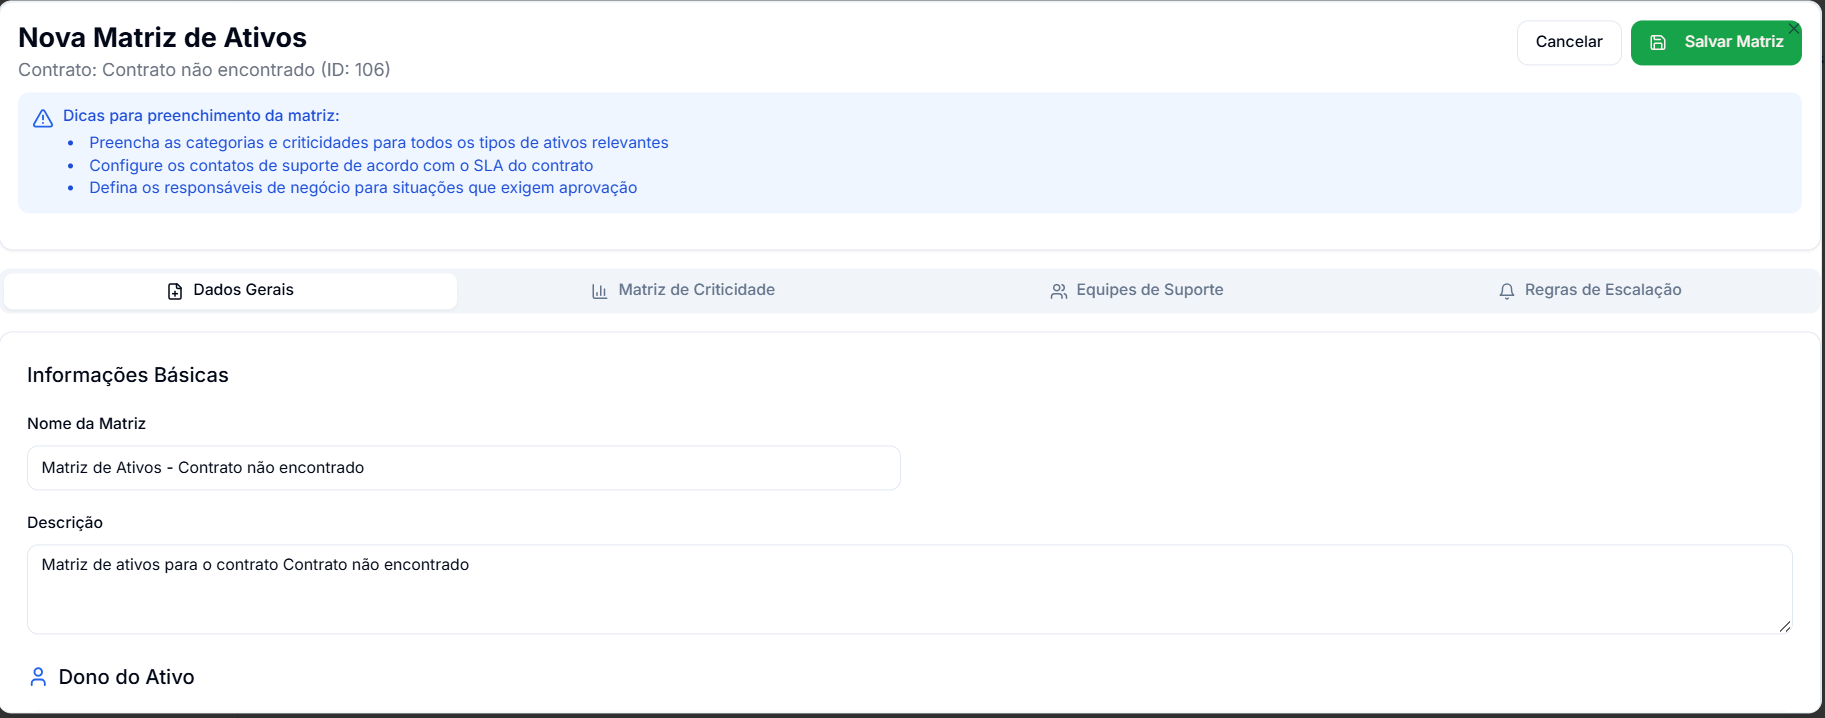 Nova Matriz de Ativos
Contrato: Contrato não encontrado (ID: 106)
Cancelar
Salvar Matriz
Dicas para preenchimento da matriz:
• Preencha as categorias e criticidades para todos os tipos de ativos relevantes
• Configure os contatos de suporte de acordo com o SLA do contrato
• Defina os responsáveis de negócio para situações que exigem aprovação
Dados Gerais
Matriz de Criticidade
Equipes de Suporte
Regras de Escalação
Informações Básicas
Nome da Matriz
Matriz de Ativos - Contrato não encontrado
Descrição
Matriz de ativos para o contrato Contrato não encontrado
Dono do Ativo